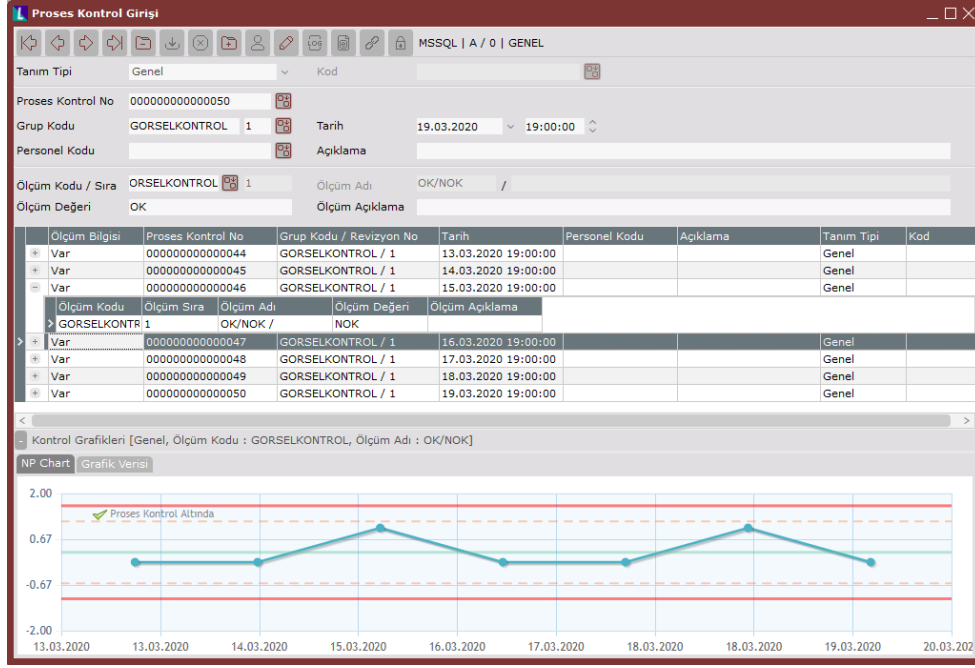 Proses Kontrol Girişi
LOG MSSQL | A / 0 | GENEL
Tanım Tipi Genel Kod
Proses Kontrol No 000000000000050
Grup Kodu GORSELKONTROL 1 Tarih 19.03.2020 19:00:00
Personel Kodu Açıklama
Ölçüm Kodu / Sıra ORSELKONTROL 1 Ölçüm Adı OK/NOK /
Ölçüm Değeri OK Ölçüm Açıklama
Ölçüm Bilgisi Proses Kontrol No Grup Kodu / Revizyon No Tarih Personel Kodu Açıklama Tanım Tipi Kod
Var 000000000000044 GORSELKONTROL / 1 13.03.2020 19:00:00 Genel
Var 000000000000045 GORSELKONTROL / 1 14.03.2020 19:00:00 Genel
Var 000000000000046 GORSELKONTROL / 1 15.03.2020 19:00:00 Genel
Ölçüm Kodu Ölçüm Sıra Ölçüm Adı Ölçüm Değeri Ölçüm Açıklama
GORSELKONTR 1 OK/NOK / NOK
Var 000000000000047 GORSELKONTROL / 1 16.03.2020 19:00:00 Genel
Var 000000000000048 GORSELKONTROL / 1 17.03.2020 19:00:00 Genel
Var 000000000000049 GORSELKONTROL / 1 18.03.2020 19:00:00 Genel
Var 000000000000050 GORSELKONTROL / 1 19.03.2020 19:00:00 Genel
Kontrol Grafikleri [Genel, Ölçüm Kodu : GORSELKONTROL, Ölçüm Adı : OK/NOK]
NP Chart Grafik Verisi
2.00
Proses Kontrol Altında
0.67
-0.67
-2.00
13.03.2020 13.03.2020 14.03.2020 15.03.2020 16.03.2020 17.03.2020 18.03.2020 18.03.2020 19.03.2020 20.03.202